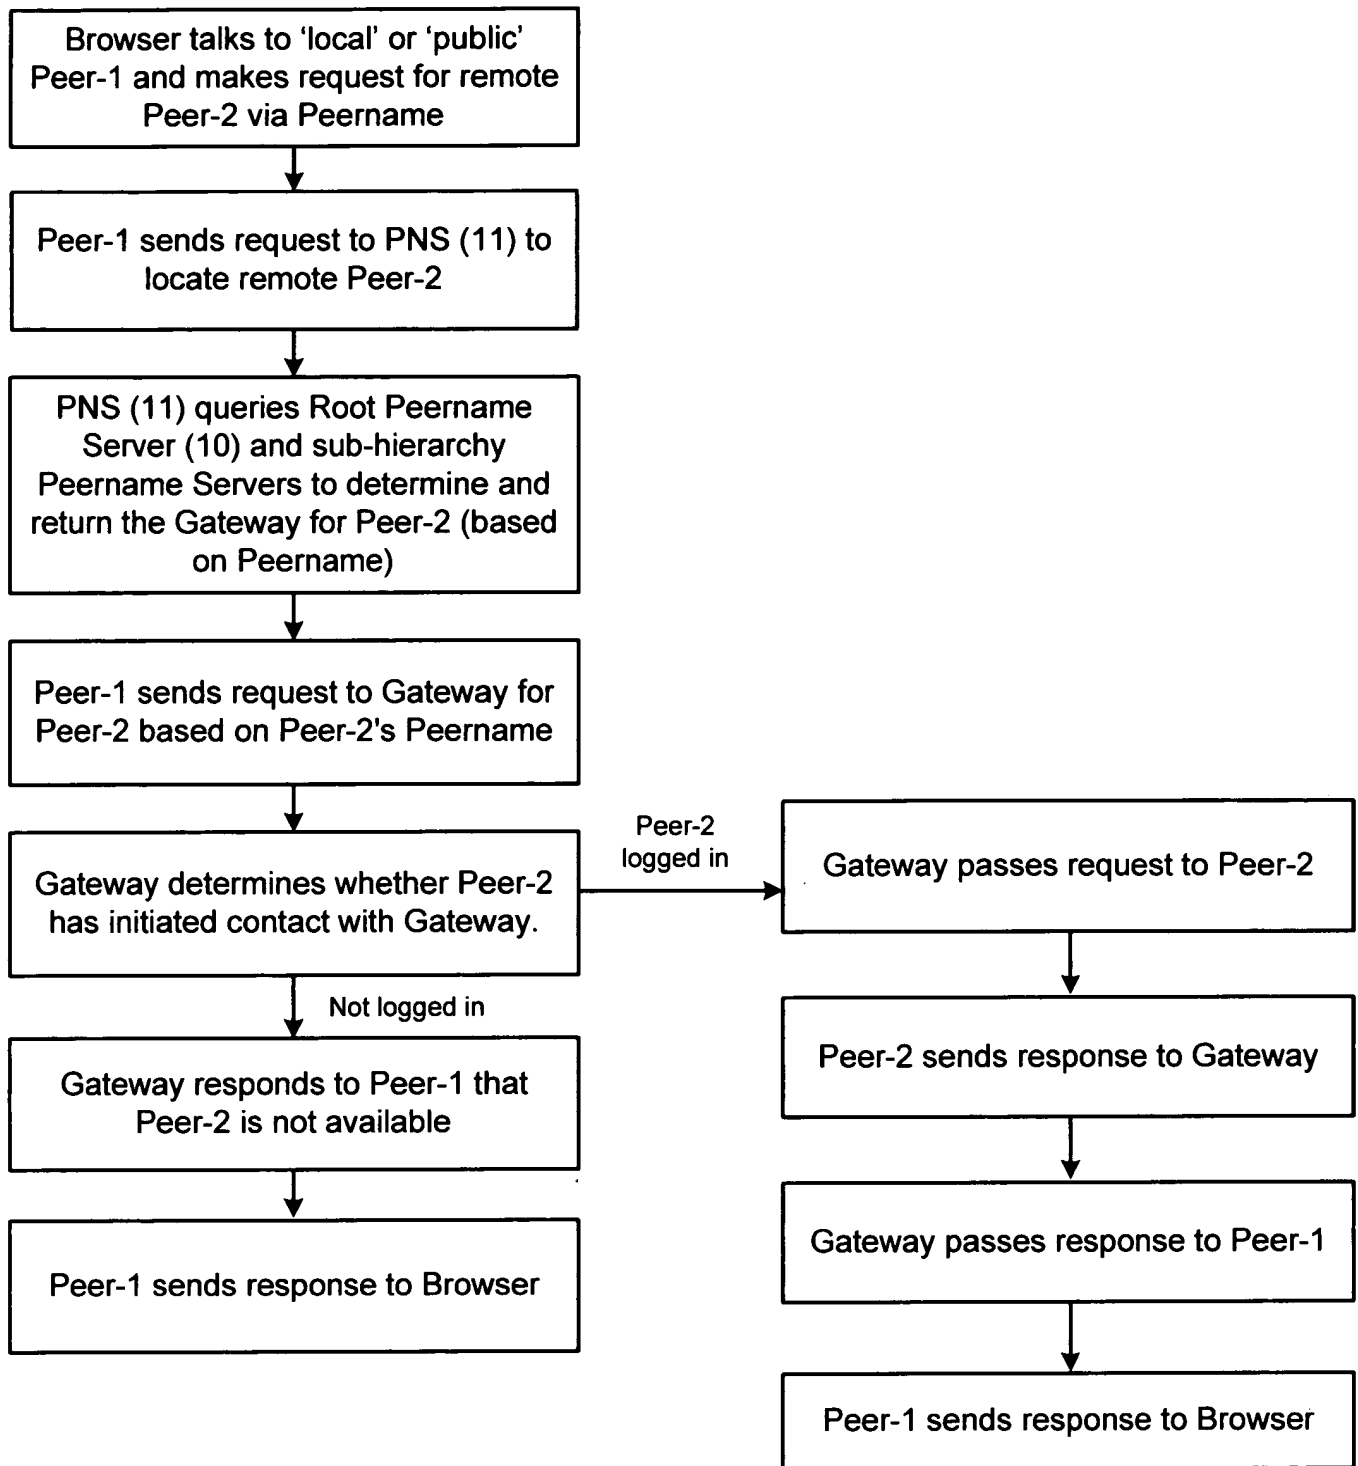 Browser talks to ‘local’ or ‘public’
Peer-1 and makes request for remote
Peer-2 via Peername
Peer-1 sends request to PNS (11) to
locate remote Peer-2
PNS (11) queries Root Peername
Server (10) and sub-hierarchy
Peername Servers to determine and
return the Gateway for Peer-2 (based
on Peername)
Peer-1 sends request to Gateway for
Peer-2 based on Peer-2's Peername
Gateway determines whether Peer-2
has initiated contact with Gateway.
Not logged in
Gateway responds to Peer-1 that
Peer-2 is not available
Peer-1 sends response to Browser
Peer-2
logged in
Gateway passes request to Peer-2
Peer-2 sends response to Gateway
Gateway passes response to Peer-1
Peer-1 sends response to Browser